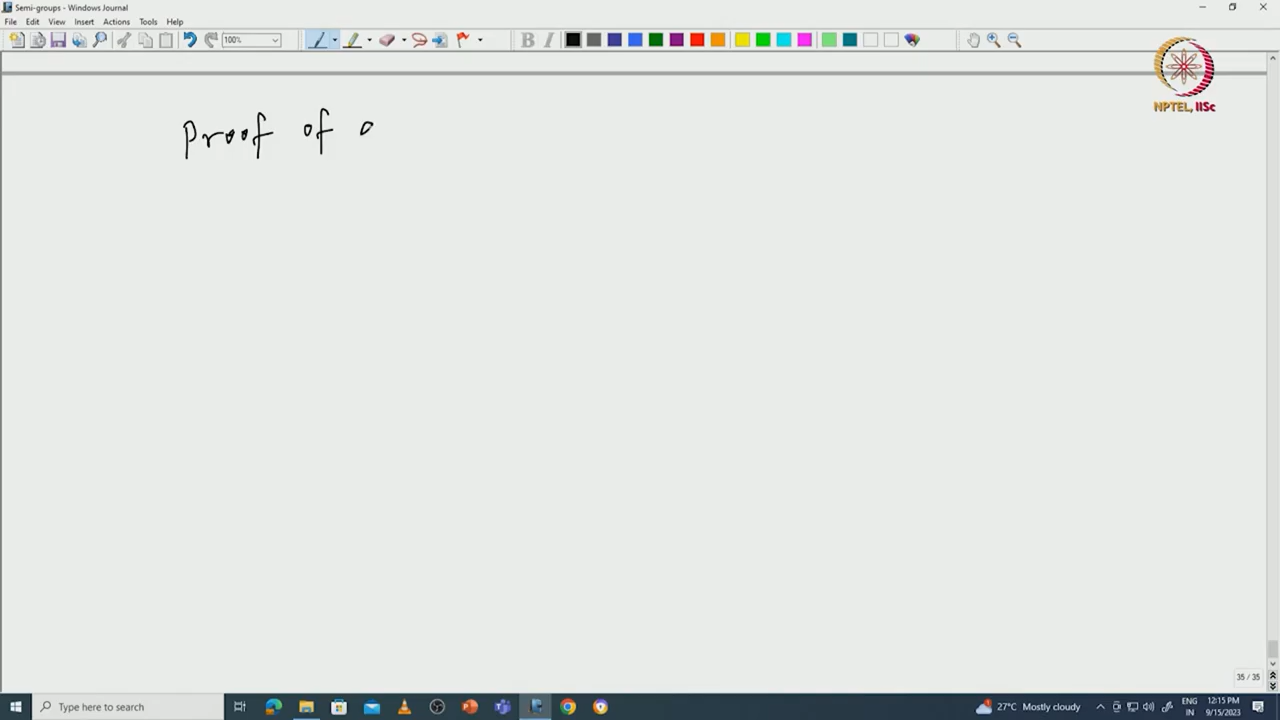 Semi-groups - Windows Journal
File Edit View Insert Actions Tools Help
100%
B I
NPTEL, IISc
Proof of
35 / 35
Type here to search
27°C Mostly cloudy
ENG
IN
12:15 PM
9/15/2023